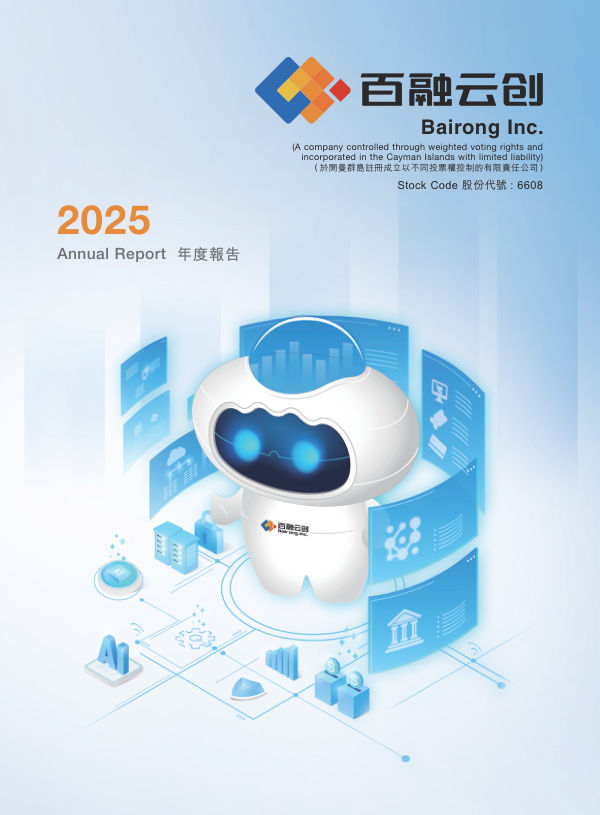 百融云创
Bairong Inc.
(A company controlled through weighted voting rights and
incorporated in the Cayman Islands with limited liability)
(於開曼群島註冊成立以不同投票權控制的有限責任公司)
Stock Code 股份代號 : 6608
2025
Annual Report 年度報告
百融云创
Bairong.Inc.
AI
AI
$
$